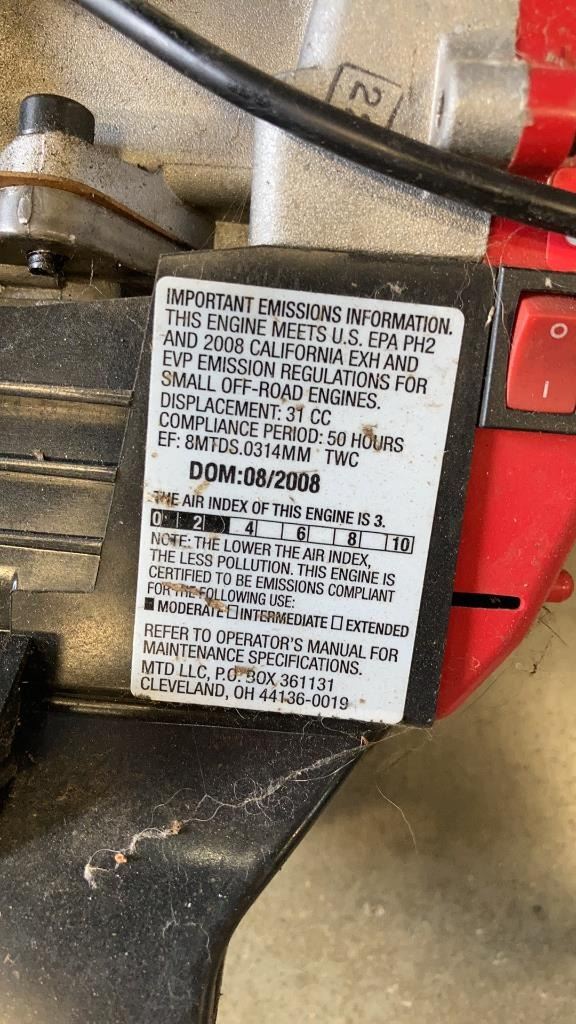 IMPORTANT EMISSIONS INFORMATION.
THIS ENGINE MEETS U.S. EPA PH2
AND 2008 CALIFORNIA EXH AND
EVP EMISSION REGULATIONS FOR
SMALL OFF-ROAD ENGINES.
DISPLACEMENT: 31 CC
COMPLIANCE PERIOD: 50 HOURS
EF: 8MTDS.0314MM TWC
DOM:08/2008
THE AIR INDEX OF THIS ENGINE IS 3.
0 2 4 6 8 10
NOTE: THE LOWER THE AIR INDEX,
THE LESS POLLUTION. THIS ENGINE IS
CERTIFIED TO BE EMISSIONS COMPLIANT
FOR THE FOLLOWING USE:
■ MODERATE □ INTERMEDIATE □ EXTENDED
REFER TO OPERATOR'S MANUAL FOR
MAINTENANCE SPECIFICATIONS.
MTD LLC, P.O. BOX 361131
CLEVELAND, OH 44136-0019
O
I